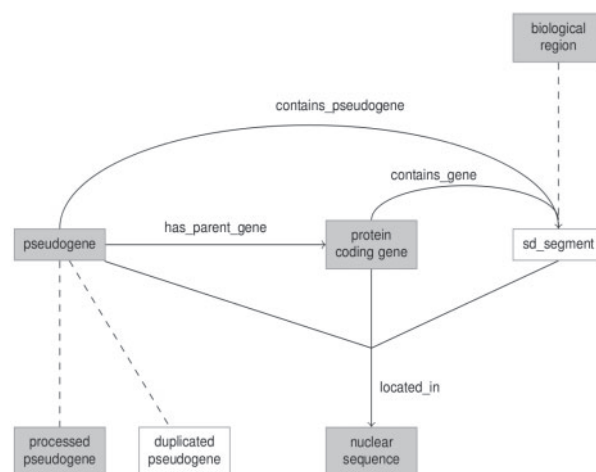 biological
region
contains_pseudogene
contains_gene
pseudogene
has_parent_gene
protein
coding gene
sd_segment
located_in
processed
pseudogene
duplicated
pseudogene
nuclear
sequence